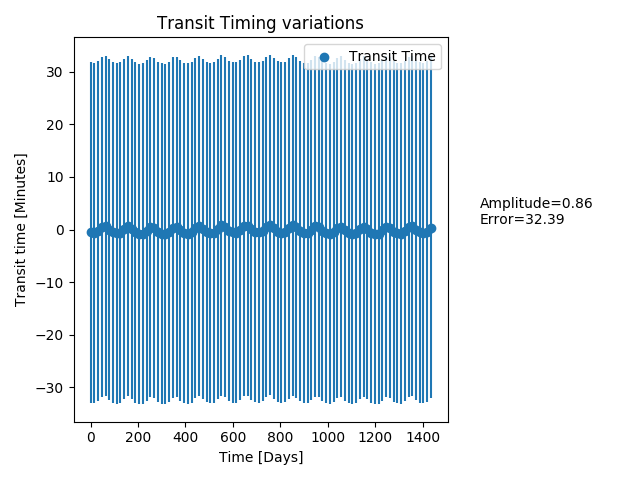 Transit Timing variations
Transit Time
30
20
10
0
−10
−20
−30
Transit time [Minutes]
Amplitude=0.86
Error=32.39
0
200
400
600
800
1000
1200
1400
Time [Days]